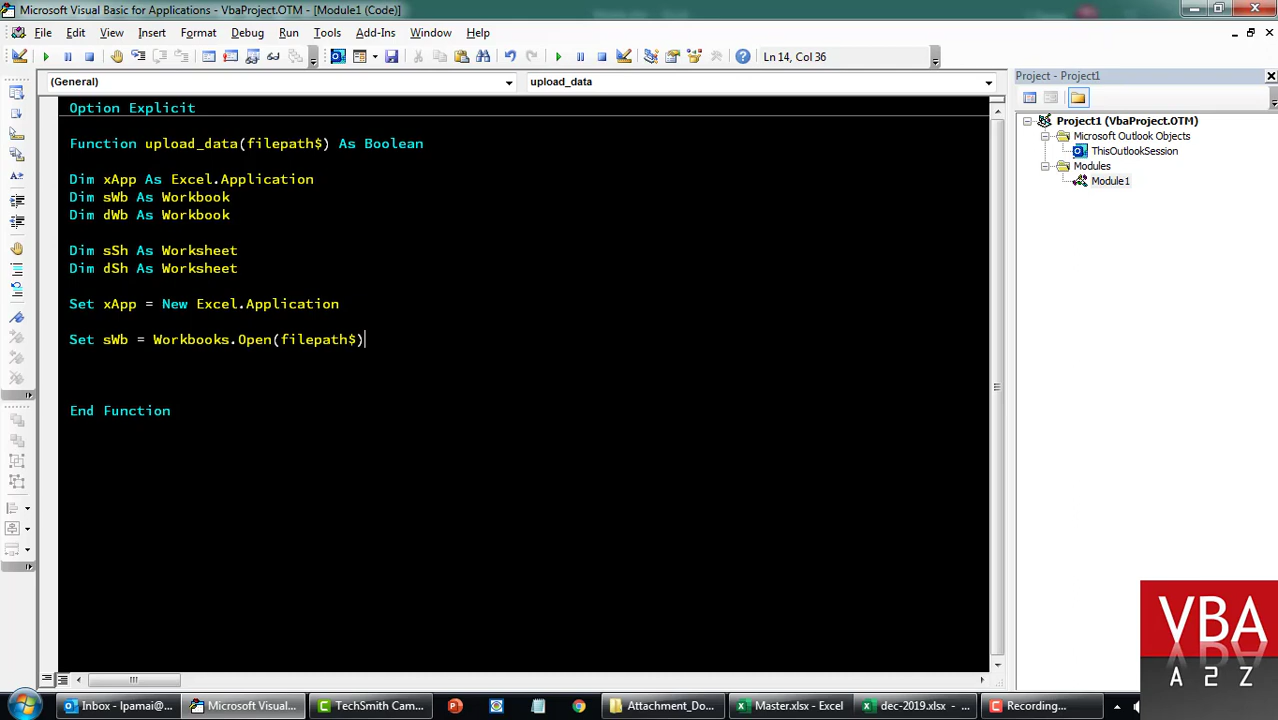 Microsoft Visual Basic for Applications - VbaProject.OTM - [Module1 (Code)]
File Edit View Insert Format Debug Run Tools Add-Ins Window Help
Ln 14, Col 36
(General) upload_data
Project - Project1
Option Explicit
Function upload_data(filepath$) As Boolean
Dim xApp As Excel.Application
Dim sWb As Workbook
Dim dWb As Workbook
Dim sSh As Worksheet
Dim dSh As Worksheet
Set xApp = New Excel.Application
Set sWb = Workbooks.Open(filepath$)
End Function
Project1 (VbaProject.OTM)
Microsoft Outlook Objects
ThisOutlookSession
Modules
Module1
VBA
A 2 Z
Inbox - lpamai@... Microsoft Visual... TechSmith Cam... Attachment_Do... Master.xlsx - Excel dec-2019.xlsx - ... Recording...